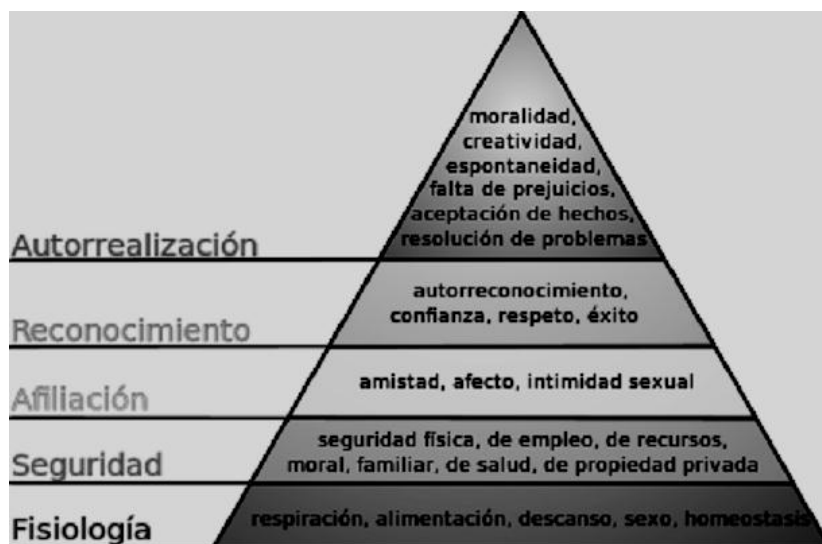 moralidad,
creatividad,
espontaneidad,
falta de prejuicios,
aceptación de hechos,
resolución de problemas
Autorrealización
autorreconocimiento,
confianza, respeto, éxito
Reconocimiento
amistad, afecto, intimidad sexual
Afiliación
seguridad física, de empleo, de recursos,
moral, familiar, de salud, de propiedad privada
Seguridad
respiración, alimentación, descanso, sexo, homeostasis
Fisiología